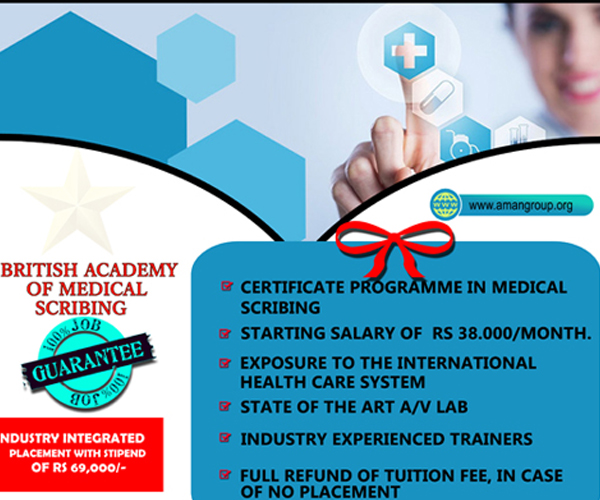 www.amangroup.org
BRITISH ACADEMY
OF MEDICAL
SCRIBING
100% JOB
GUARANTEE
100% JOB
INDUSTRY INTEGRATED
PLACEMENT WITH STIPEND
OF RS 69,000/-
CERTIFICATE PROGRAMME IN MEDICAL
SCRIBING
STARTING SALARY OF RS 38.000/MONTH.
EXPOSURE TO THE INTERNATIONAL
HEALTH CARE SYSTEM
STATE OF THE ART A/V LAB
INDUSTRY EXPERIENCED TRAINERS
FULL REFUND OF TUITION FEE, IN CASE
OF NO PLACEMENT